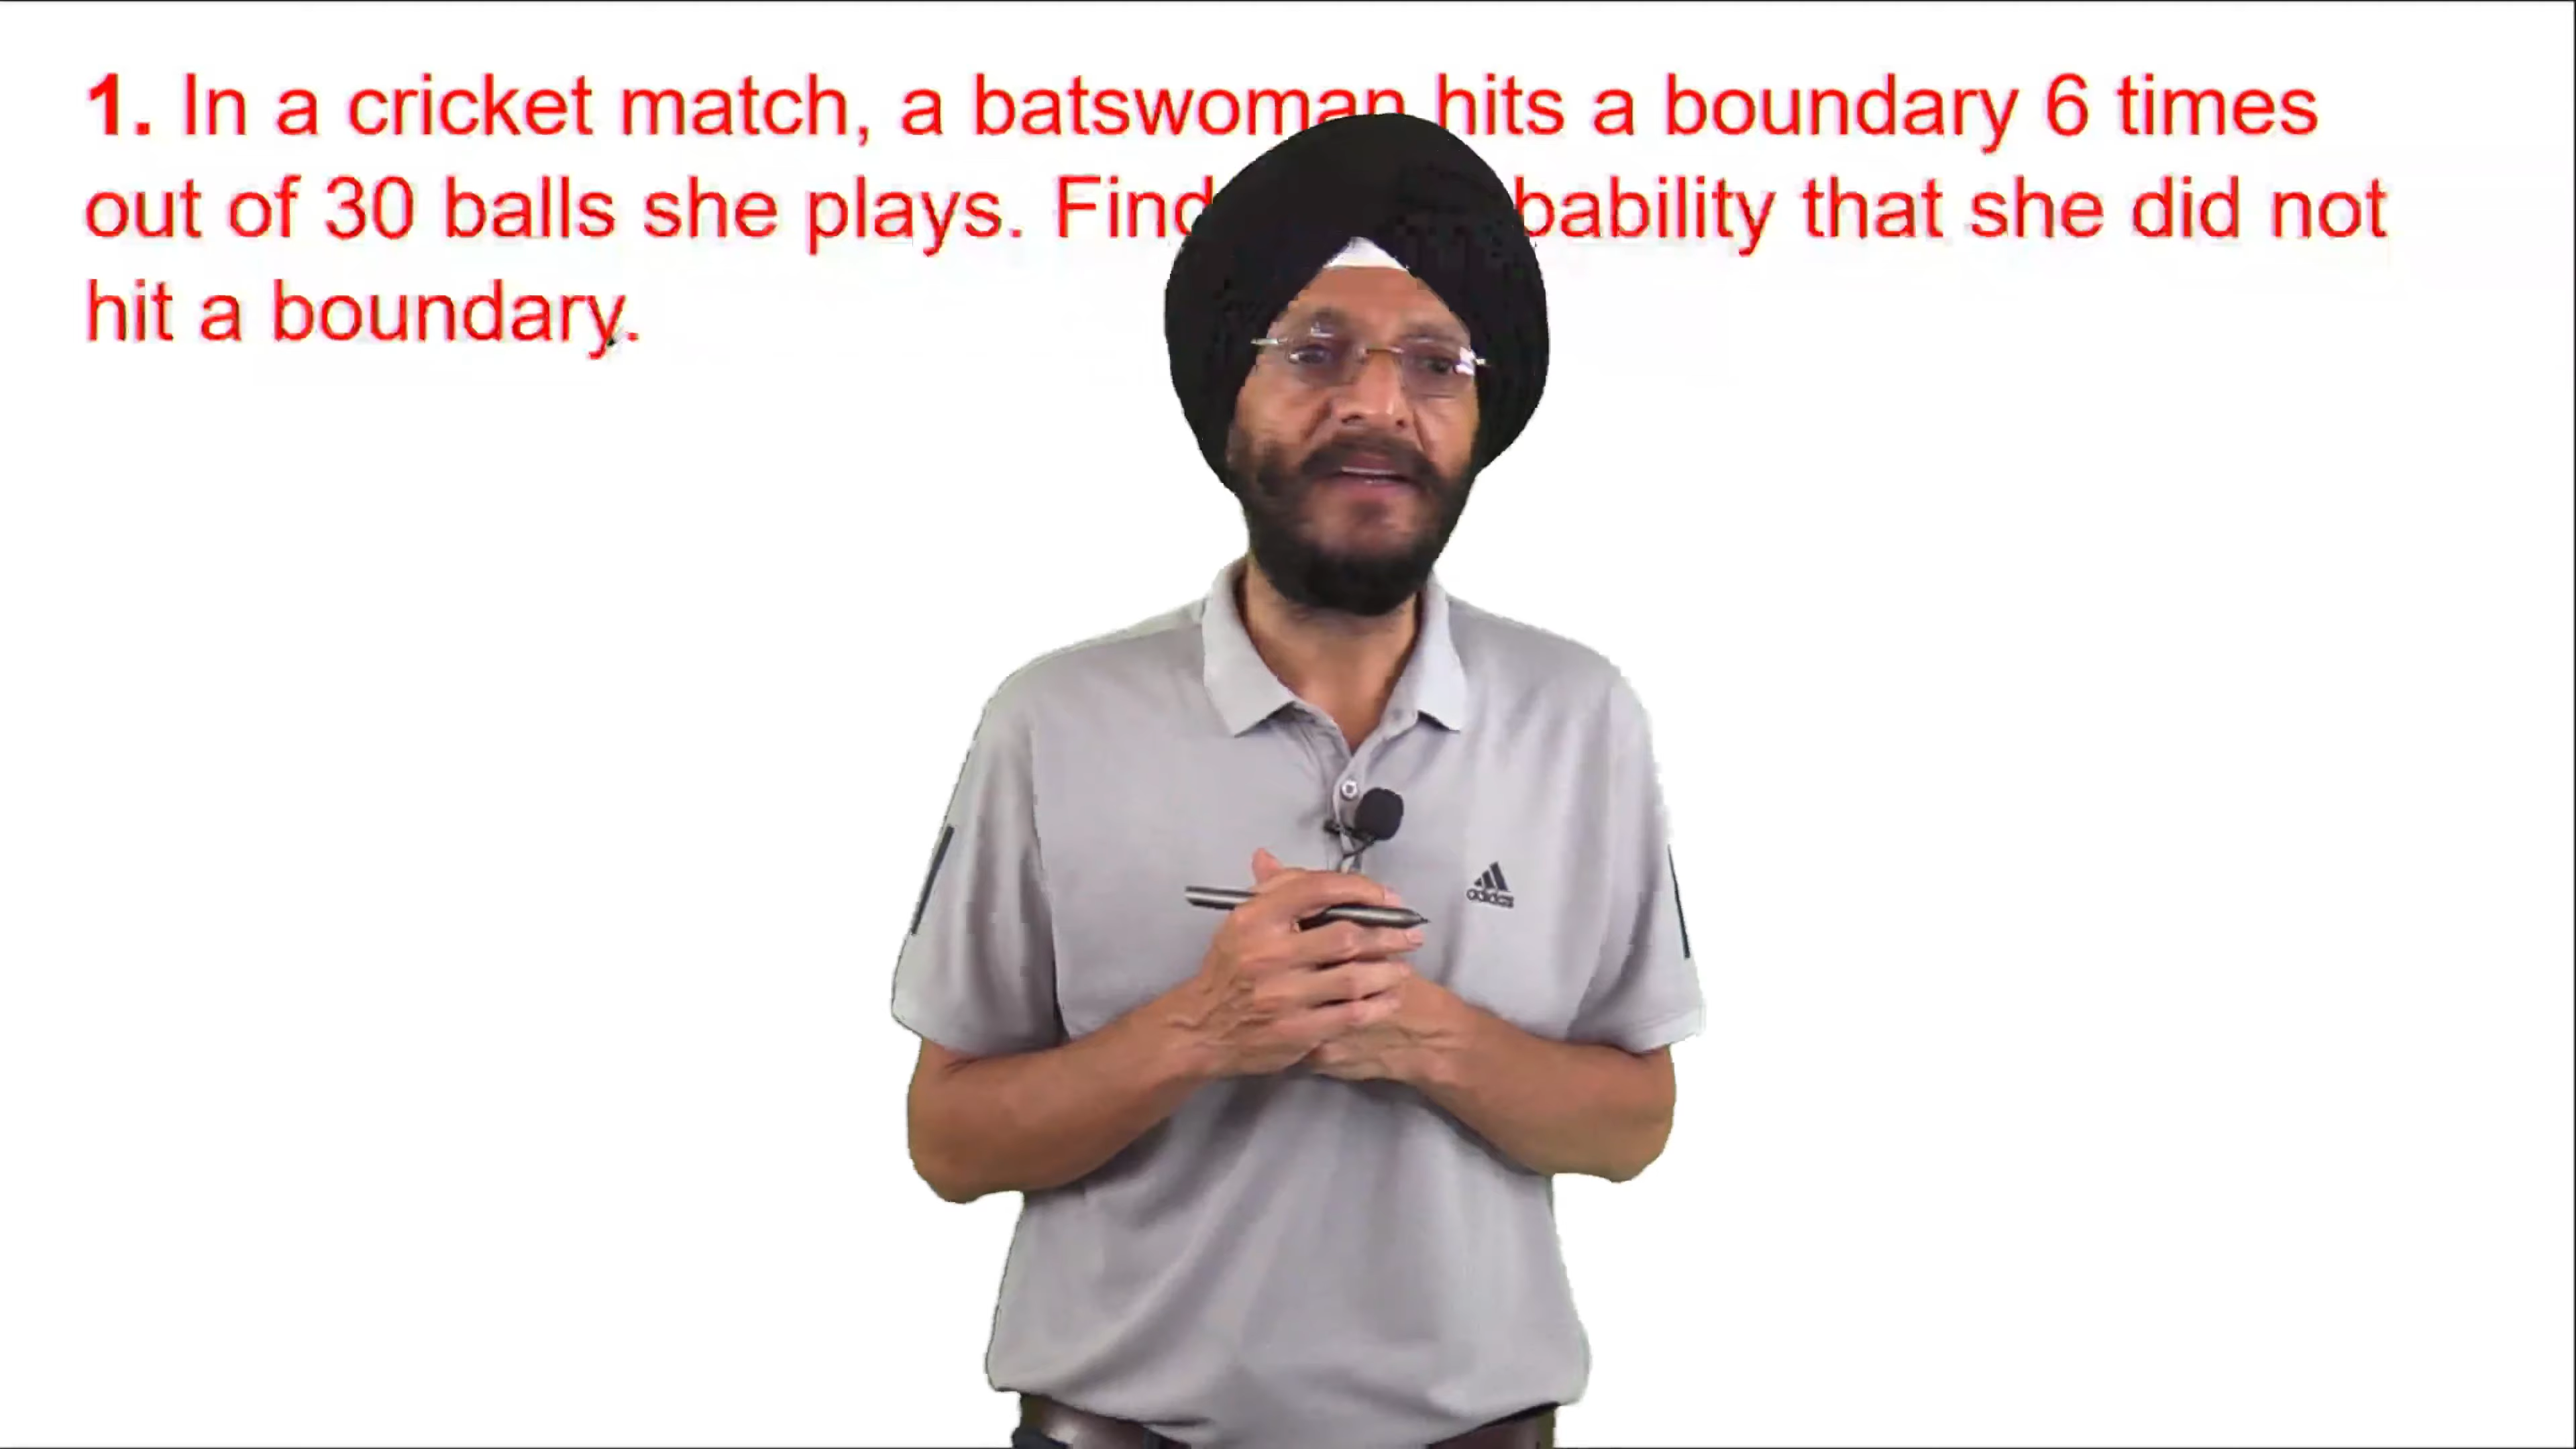 1. In a cricket match, a batswoman hits a boundary 6 times
out of 30 balls she plays. Find bability that she did not
hit a boundary.
adidas